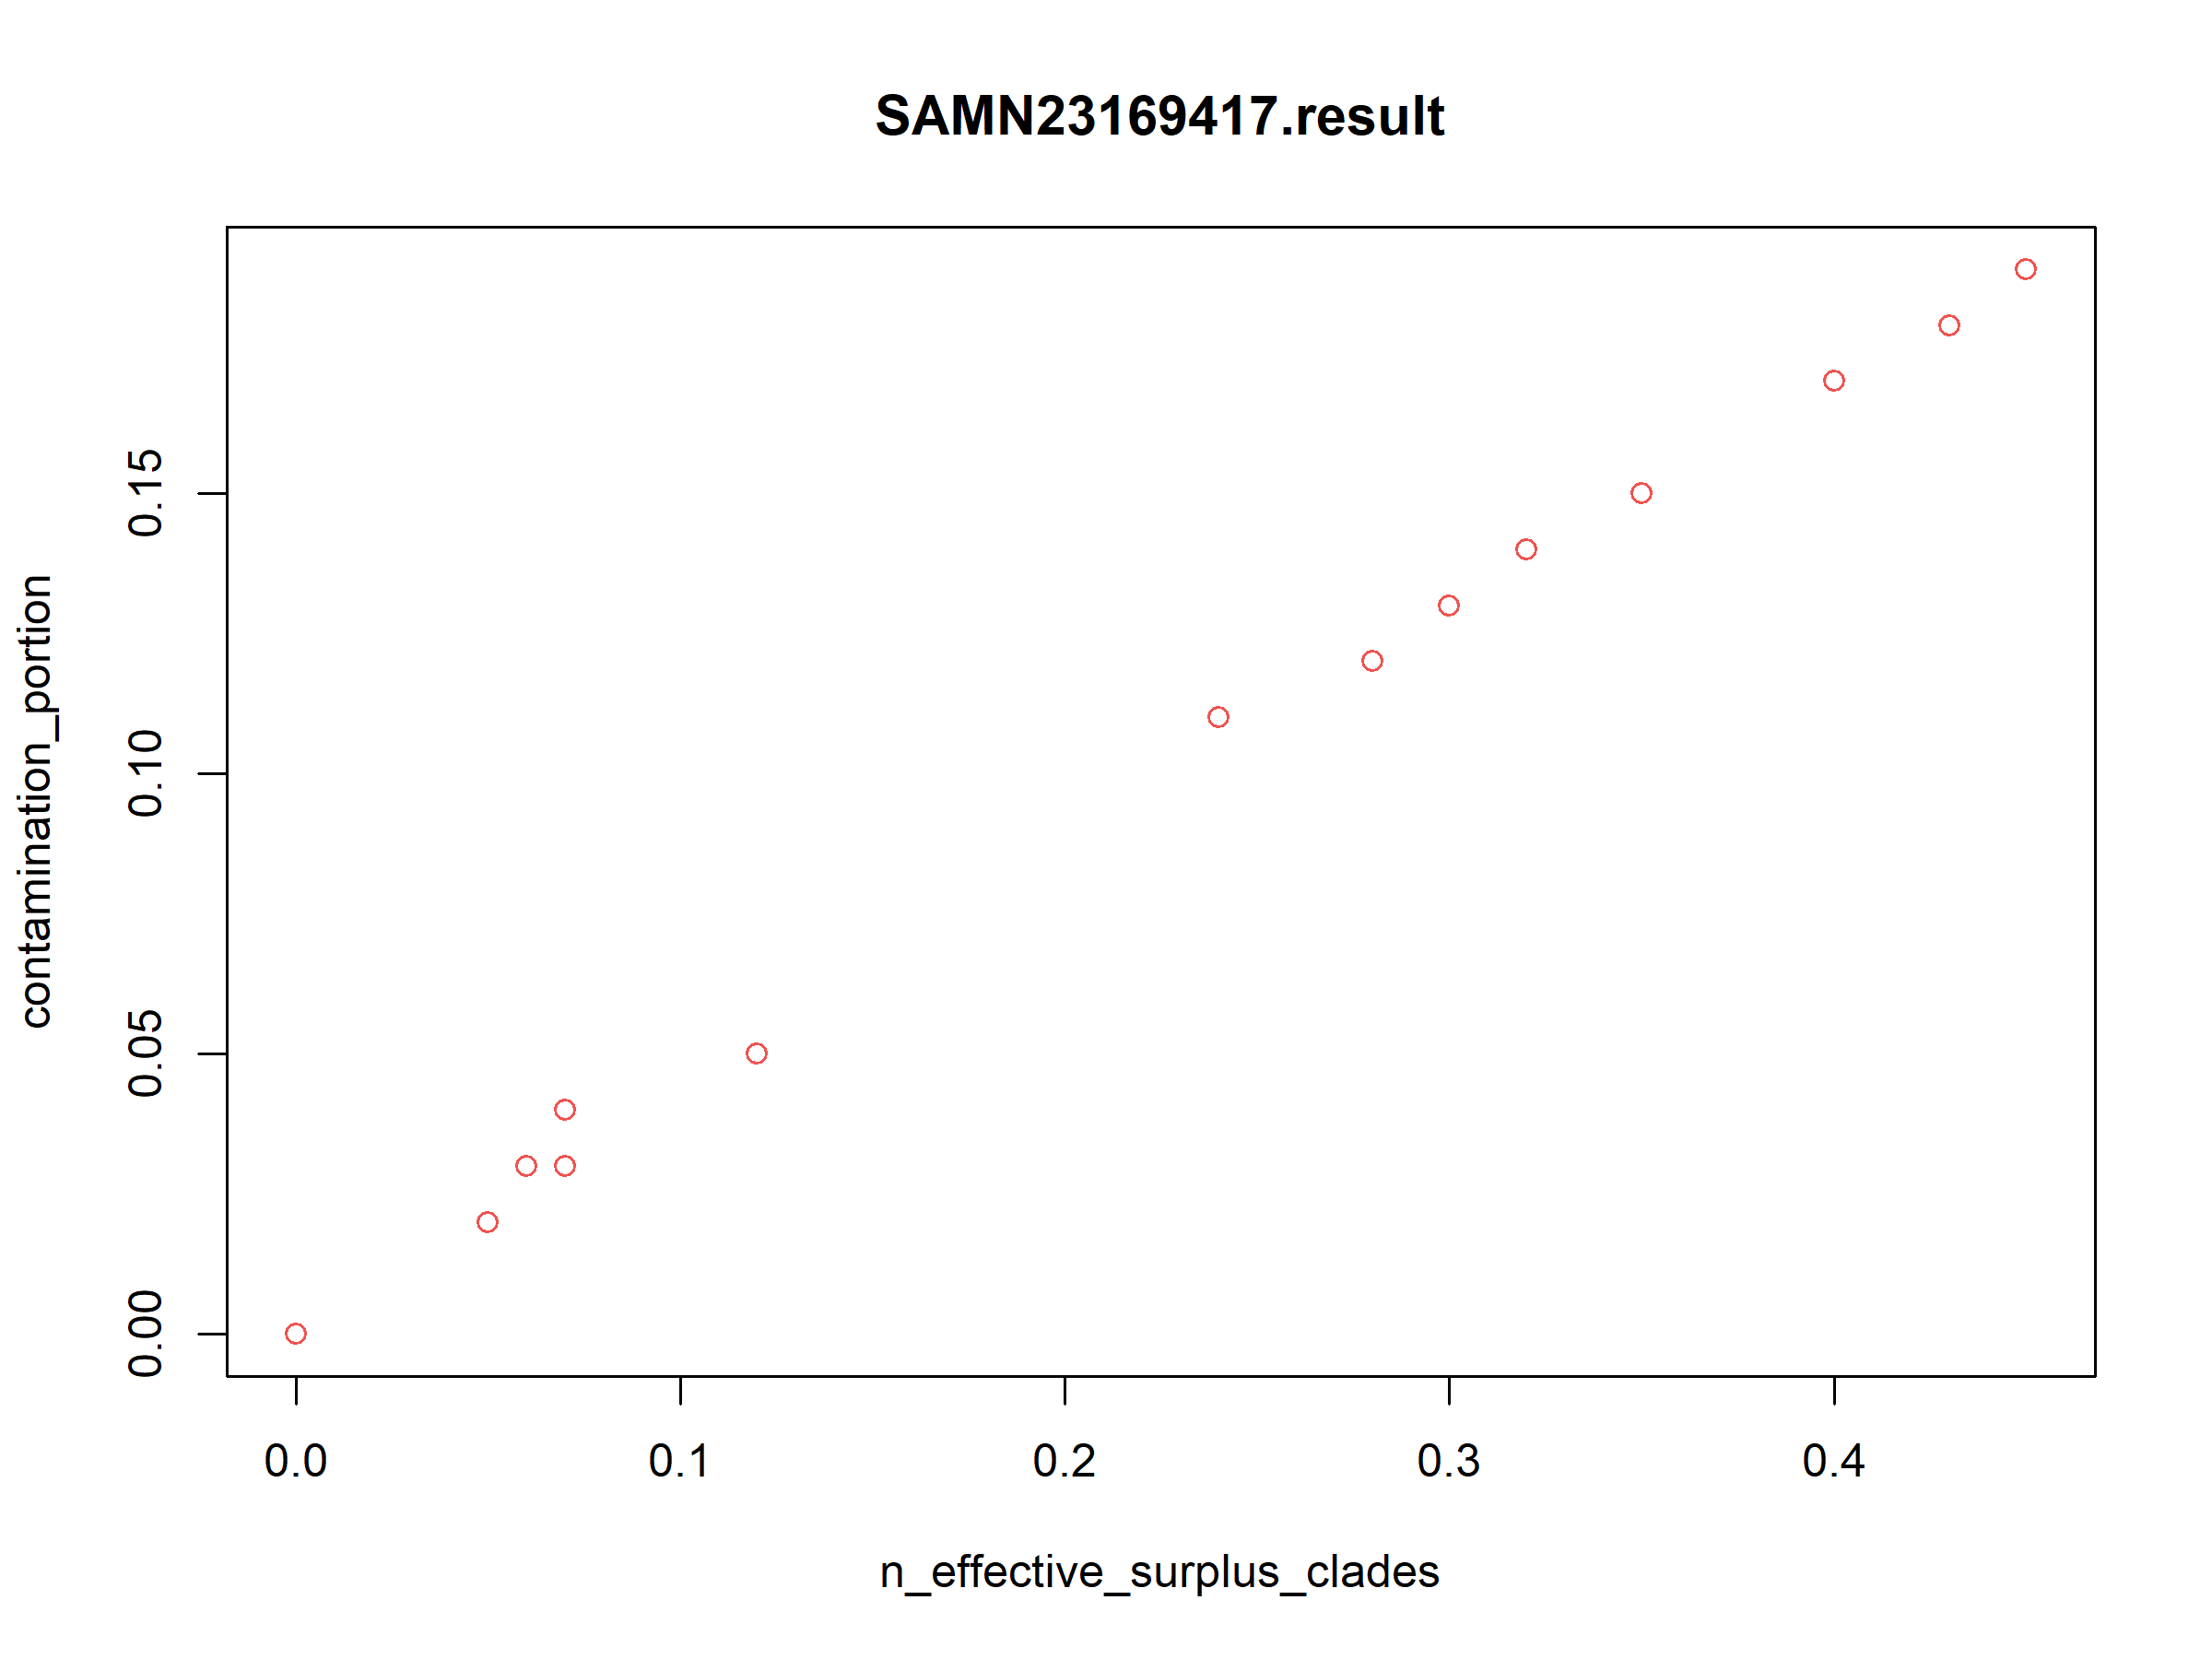 SAMN23169417.result
contamination_portion
0.15
0.10
0.05
0.00
0.0 0.1 0.2 0.3 0.4
n_effective_surplus_clades